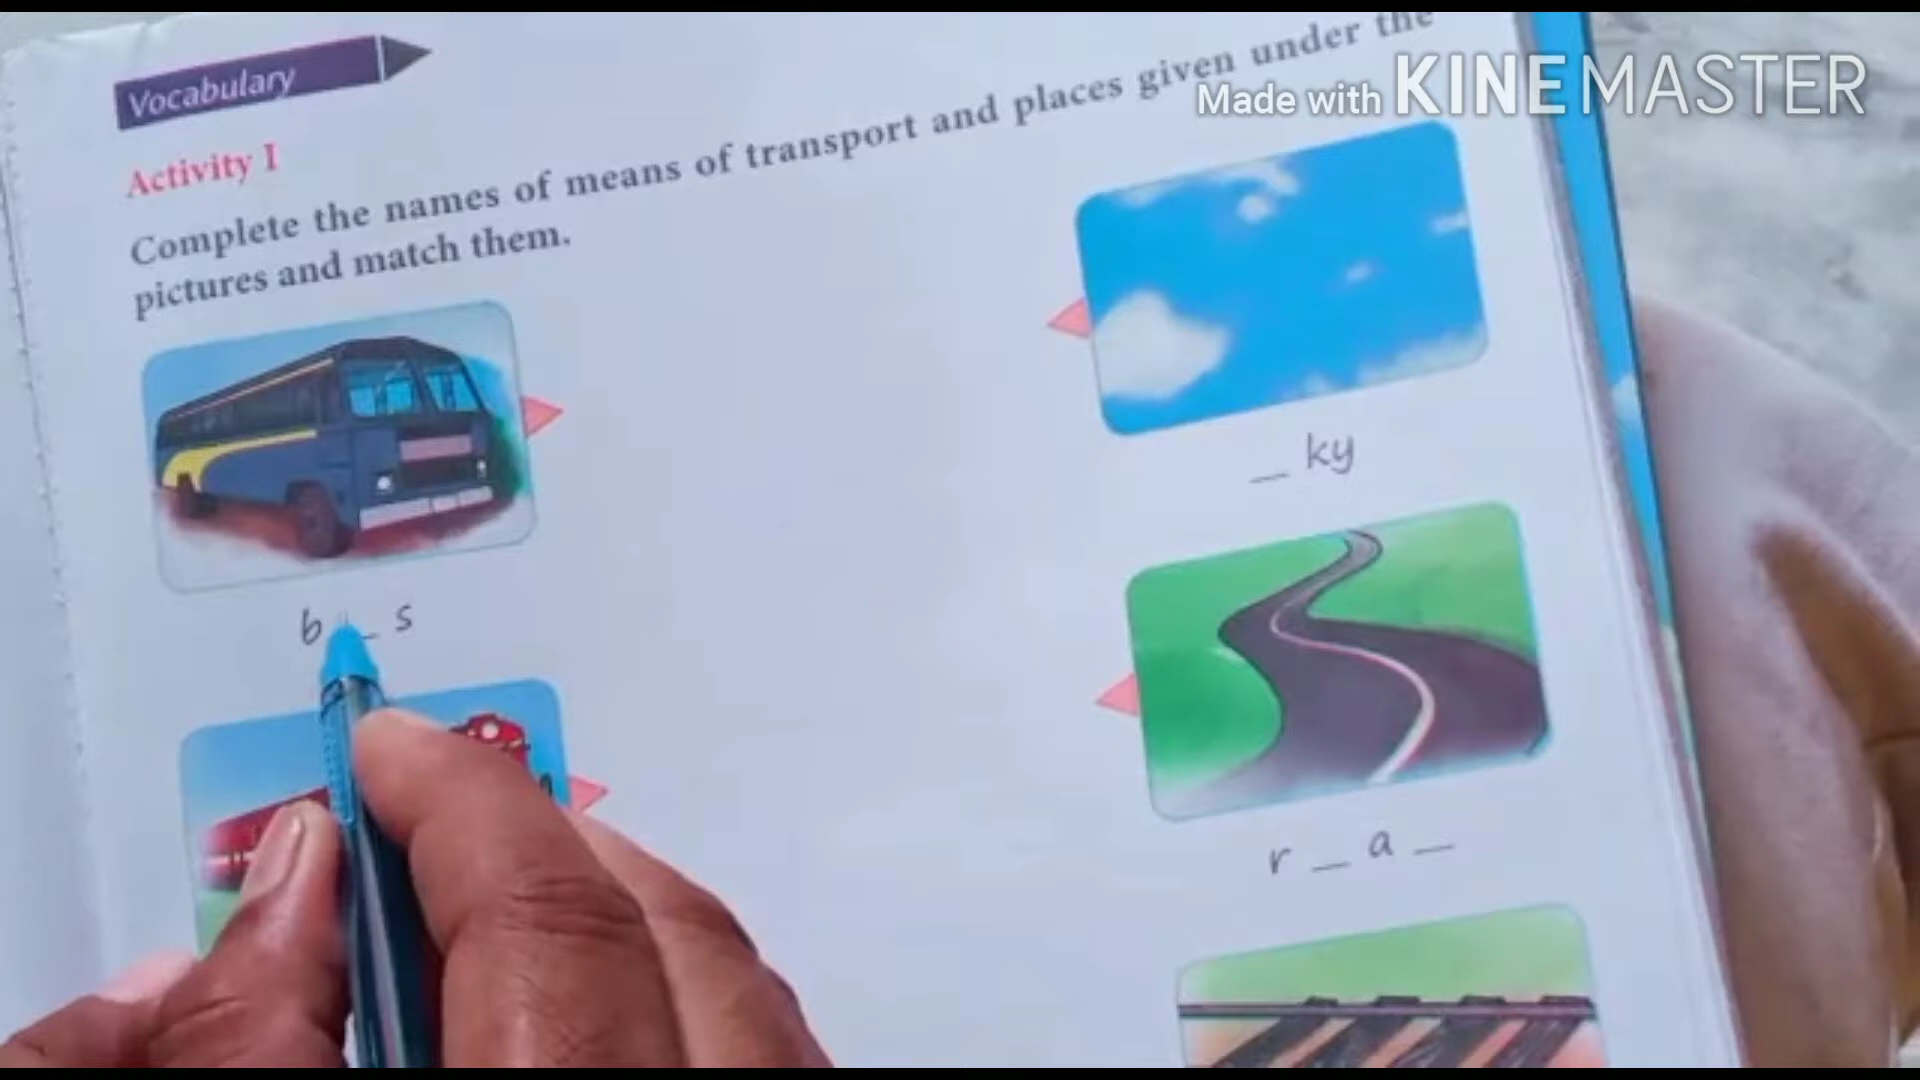 Vocabulary
Activity I
Complete the names of means of transport and places given under the
pictures and match them.
b _ s
_ ky
r _ a _
Made with KINEMASTER